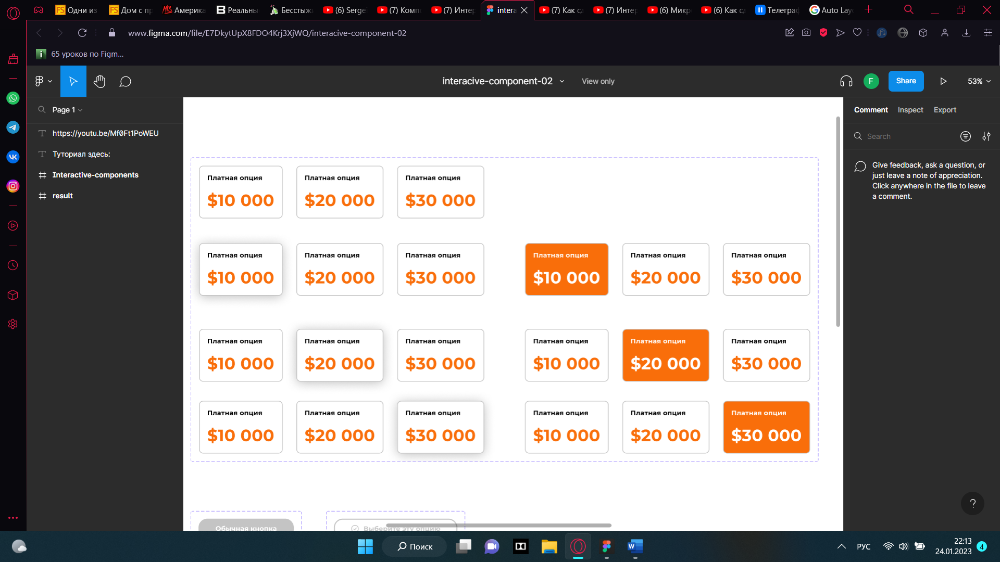 Одни из
Дом с пр
Америка
Реальны
Бесстыж
(6) Serge
(7) Комп
(7) Интер
intera
(7) Как сд
(7) Интер
(6) Микр
(6) Как сд
Телеграф
Auto Lay
www.figma.com/file/E7DkytUpX8FDO4Krj3XjWQ/interacive-component-02
65 уроков по Figm...
interacive-component-02
View only
F
Share
53%
Page 1
Comment
Inspect
Export
https://youtu.be/Mf0Ft1PoWEU
Search
Туториал здесь:
Interactive-components
result
Give feedback, ask a question, or
just leave a note of appreciation.
Click anywhere in the file to leave
a comment.
Платная опция Платная опция Платная опция
$10 000 $20 000 $30 000
Платная опция Платная опция Платная опция Платная опция Платная опция Платная опция
$10 000 $20 000 $30 000 $10 000 $20 000 $30 000
Платная опция Платная опция Платная опция Платная опция Платная опция Платная опция
$10 000 $20 000 $30 000 $10 000 $20 000 $30 000
Платная опция Платная опция Платная опция Платная опция Платная опция Платная опция
$10 000 $20 000 $30 000 $10 000 $20 000 $30 000
?
Обычная кнопка
Выберите эту опцию
Поиск
РУС
22:13
24.01.2023
4